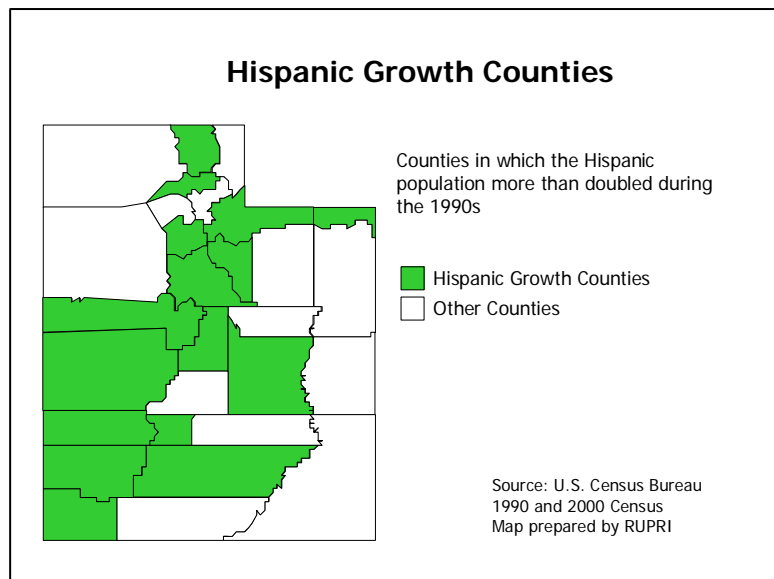 Hispanic Growth Counties
Counties in which the Hispanic
population more than doubled during
the 1990s
Hispanic Growth Counties
Other Counties
Source: U.S. Census Bureau
1990 and 2000 Census
Map prepared by RUPRI